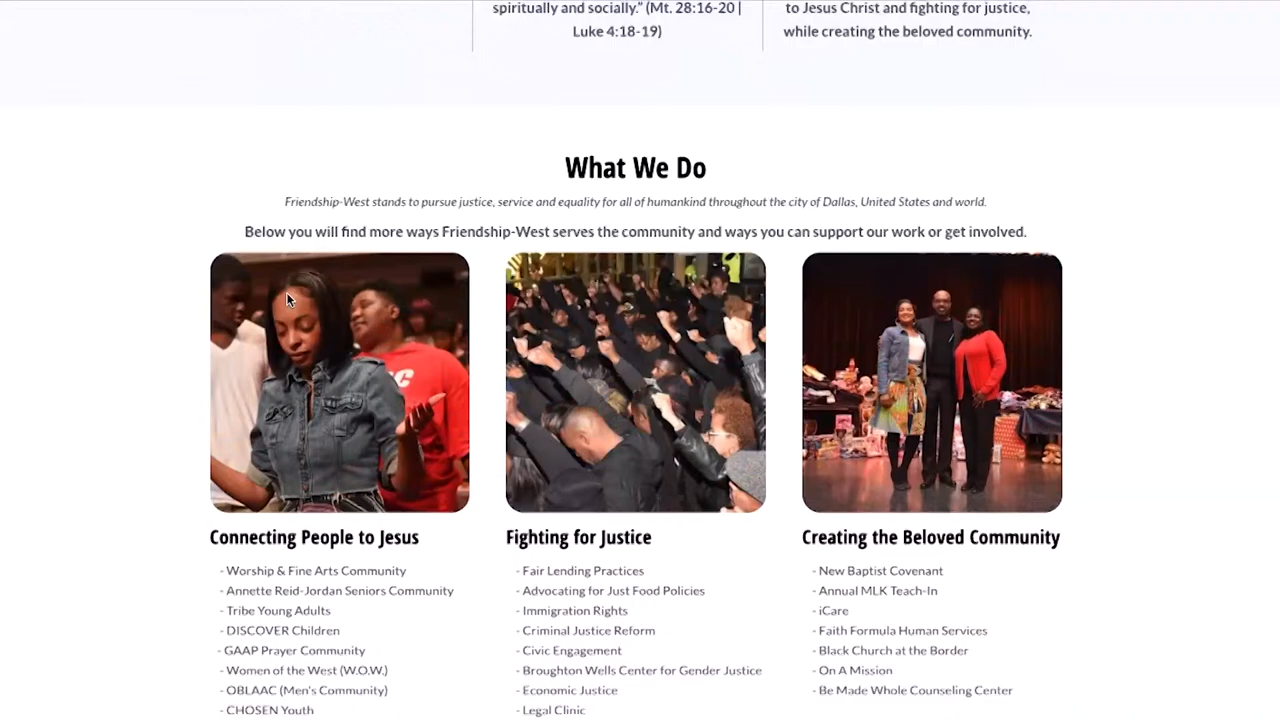 spiritually and socially.” (Mt. 28:16-20 |
Luke 4:18-19)
to Jesus Christ and fighting for justice,
while creating the beloved community.
What We Do
Friendship-West stands to pursue justice, service and equality for all of humankind throughout the city of Dallas, United States and world.
Below you will find more ways Friendship-West serves the community and ways you can support our work or get involved.
Connecting People to Jesus
- Worship & Fine Arts Community
- Annette Reid-Jordan Seniors Community
- Tribe Young Adults
- DISCOVER Children
- GAAP Prayer Community
- Women of the West (W.O.W.)
- OBLAAC (Men's Community)
- CHOSEN Youth
Fighting for Justice
- Fair Lending Practices
- Advocating for Just Food Policies
- Immigration Rights
- Criminal Justice Reform
- Civic Engagement
- Broughton Wells Center for Gender Justice
- Economic Justice
- Legal Clinic
Creating the Beloved Community
- New Baptist Covenant
- Annual MLK Teach-In
- iCare
- Faith Formula Human Services
- Black Church at the Border
- On A Mission
- Be Made Whole Counseling Center